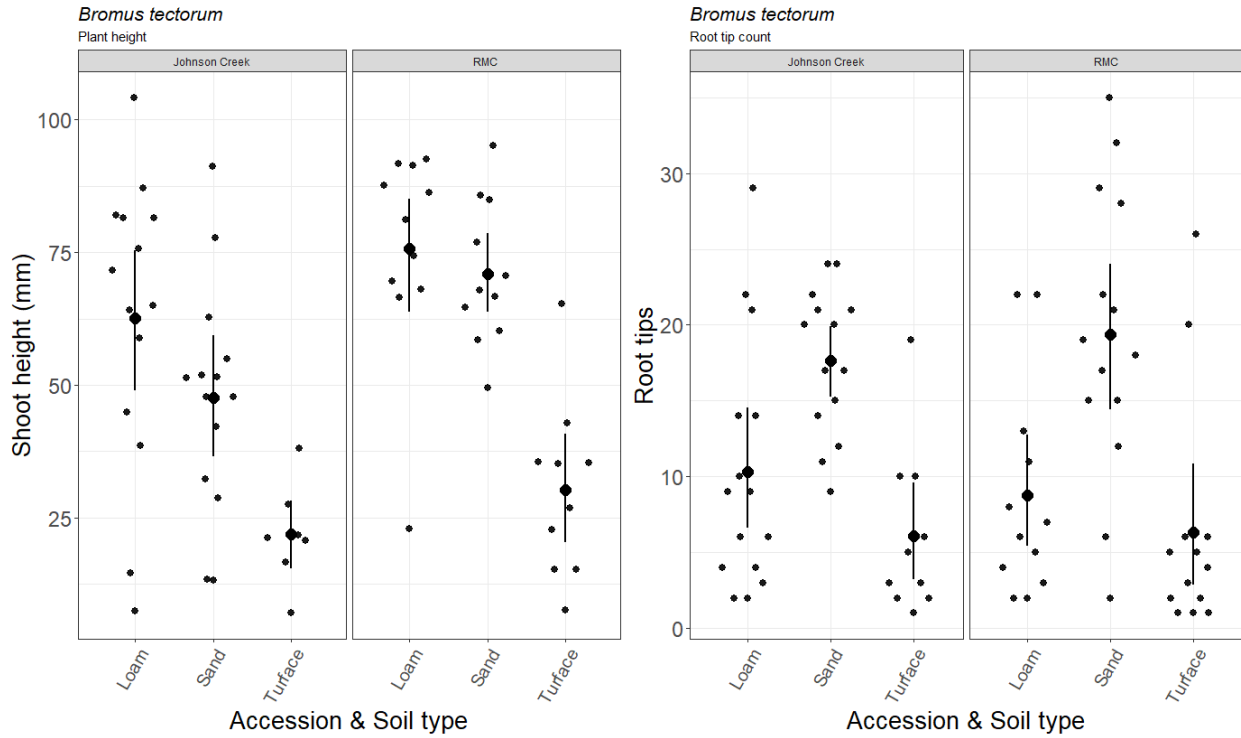 Bromus tectorum
Plant height
Johnson Creek
RMC
100
75
50
25
Shoot height (mm)
Loam
Sand
Turface
Loam
Sand
Turface
Accession & Soil type
Bromus tectorum
Root tip count
Johnson Creek
RMC
30
20
10
0
Root tips
Loam
Sand
Turface
Loam
Sand
Turface
Accession & Soil type